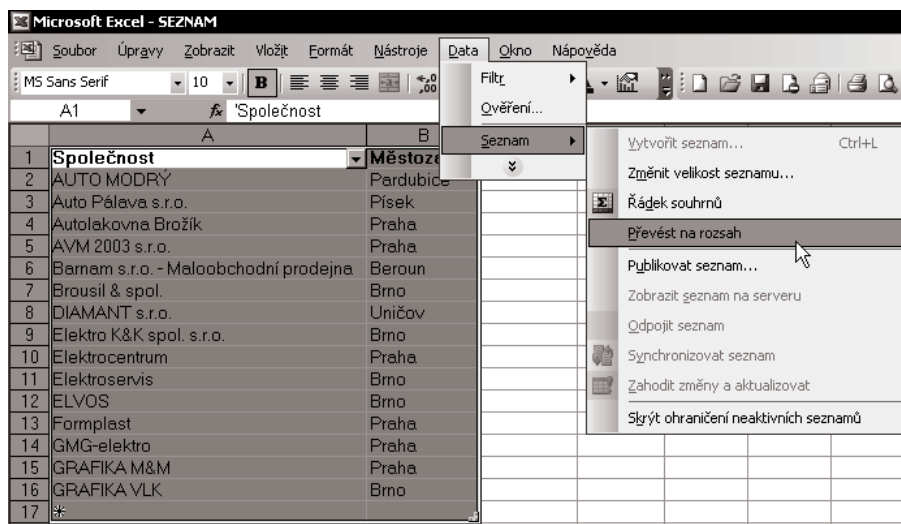 Microsoft Excel - SEZNAM
Soubor Úpravy Zobrazit Vložit Formát Nástroje Data Okno Nápověda
MS Sans Serif 10 B
A1 fx 'Společnost
Filtr
Ověření...
Seznam
Vytvořit seznam... Ctrl+L
Změnit velikost seznamu...
Řádek souhrnů
Převést na rozsah
Publikovat seznam...
Zobrazit seznam na serveru
Odpojit seznam
Synchronizovat seznam
Zahodit změny a aktualizovat
Skrýt ohraničení neaktivních seznamů
A B
1 Společnost
2 AUTO MODRÝ Pardubice
3 Auto Pálava s.r.o. Písek
4 Autolakovna Brožík Praha
5 AVM 2003 s.r.o. Praha
6 Barnam s.r.o. - Maloobchodní prodejna Beroun
7 Brousil & spol. Brno
8 DIAMANT s.r.o. Uničov
9 Elektro K&K spol. s.r.o. Brno
10 Elektrocentrum Praha
11 Elektroservis Brno
12 ELVOS Brno
13 Formplast Praha
14 GMG-elektro Praha
15 GRAFIKA M&M Praha
16 GRAFIKA VLK Brno
17 *